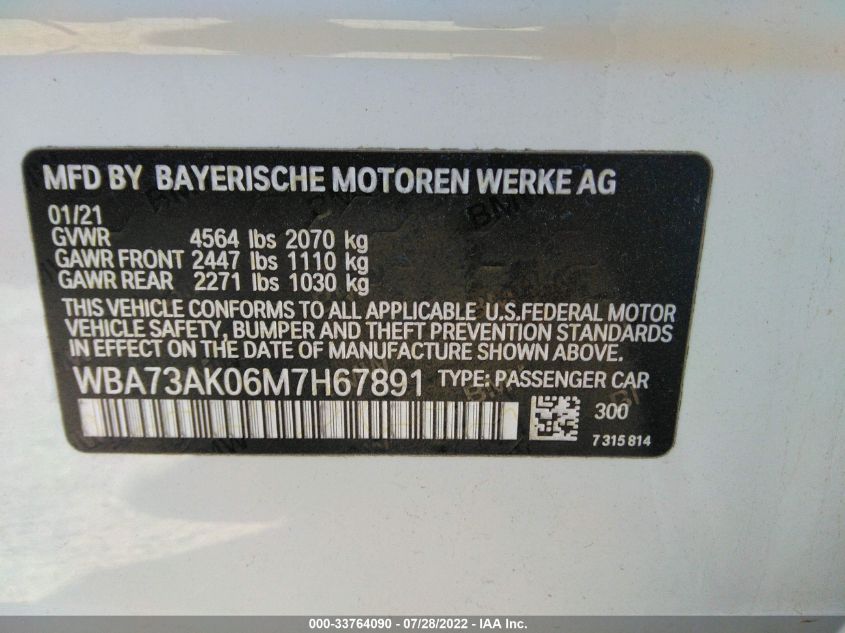 MFD BY BAYERISCHE MOTOREN WERKE AG
01/21
GVWR 4564 lbs 2070 kg
GAWR FRONT 2447 lbs 1110 kg
GAWR REAR 2271 lbs 1030 kg
THIS VEHICLE CONFORMS TO ALL APPLICABLE U.S.FEDERAL MOTOR
VEHICLE SAFETY, BUMPER AND THEFT PREVENTION STANDARDS
IN EFFECT ON THE DATE OF MANUFACTURE SHOWN ABOVE.
WBA73AK06M7H67891 TYPE: PASSENGER CAR
300
7 315 814
000-33764090 - 07/28/2022 - IAA Inc.